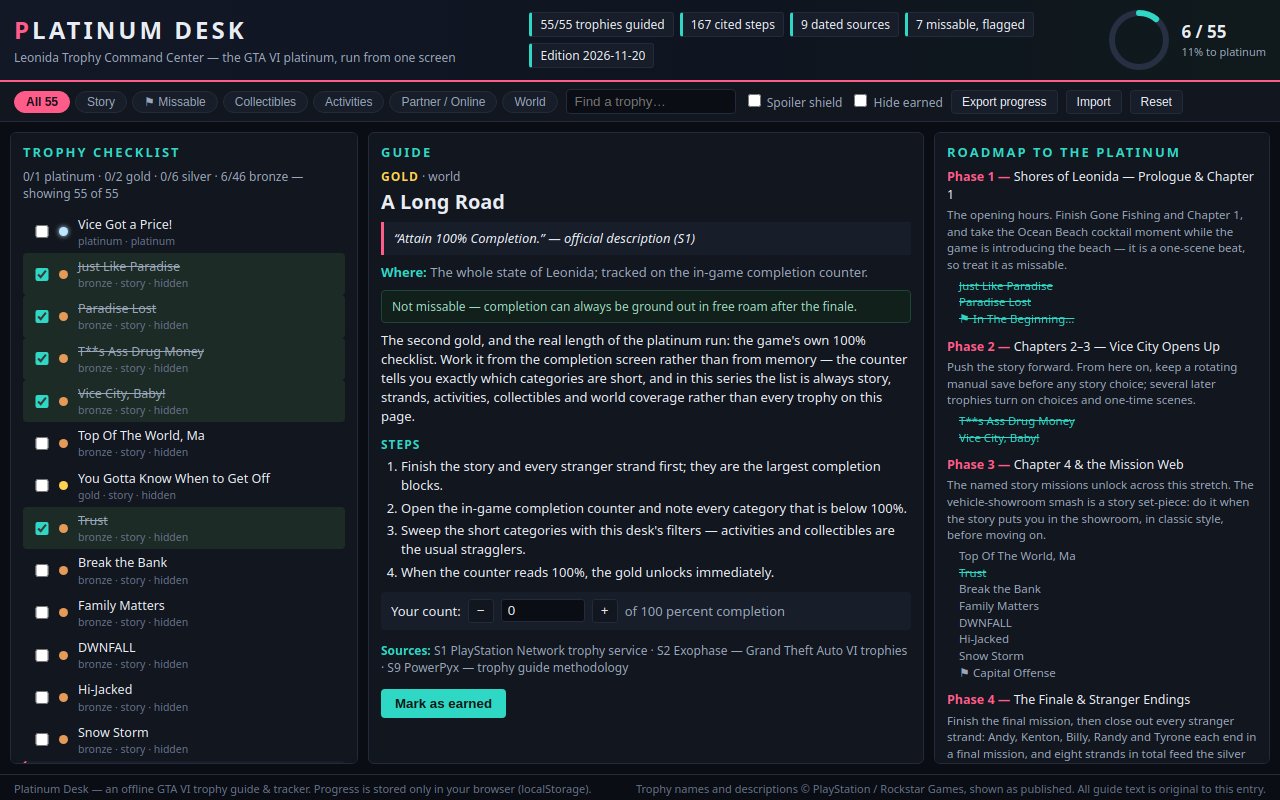 PLATINUM DESK
Leonida Trophy Command Center — the GTA VI platinum, run from one screen
55/55 trophies guided
167 cited steps
9 dated sources
7 missable, flagged
Edition 2026-11-20
6 / 55
11% to platinum
All 55
Story
⚑ Missable
Collectibles
Activities
Partner / Online
World
Find a trophy…
Spoiler shield
Hide earned
Export progress
Import
Reset
TROPHY CHECKLIST
0/1 platinum · 0/2 gold · 0/6 silver · 6/46 bronze —
showing 55 of 55
Vice Got a Price!
platinum · platinum
Just Like Paradise
bronze · story · hidden
Paradise Lost
bronze · story · hidden
T**s Ass Drug Money
bronze · story · hidden
Vice City, Baby!
bronze · story · hidden
Top Of The World, Ma
bronze · story · hidden
You Gotta Know When to Get Off
gold · story · hidden
Trust
bronze · story · hidden
Break the Bank
bronze · story · hidden
Family Matters
bronze · story · hidden
DWNFALL
bronze · story · hidden
Hi-Jacked
bronze · story · hidden
Snow Storm
bronze · story · hidden
GUIDE
GOLD · world
A Long Road
“Attain 100% Completion.” — official description (S1)
Where: The whole state of Leonida; tracked on the in-game completion counter.
Not missable — completion can always be ground out in free roam after the finale.
The second gold, and the real length of the platinum run: the game's own 100%
checklist. Work it from the completion screen rather than from memory — the counter
tells you exactly which categories are short, and in this series the list is always story,
strands, activities, collectibles and world coverage rather than every trophy on this
page.
STEPS
1. Finish the story and every stranger strand first; they are the largest completion
blocks.
2. Open the in-game completion counter and note every category that is below 100%.
3. Sweep the short categories with this desk's filters — activities and collectibles are
the usual stragglers.
4. When the counter reads 100%, the gold unlocks immediately.
Your count: − 0 + of 100 percent completion
Sources: S1 PlayStation Network trophy service · S2 Exophase — Grand Theft Auto VI trophies
· S9 PowerPyx — trophy guide methodology
Mark as earned
ROADMAP TO THE PLATINUM
Phase 1 — Shores of Leonida — Prologue & Chapter
1
The opening hours. Finish Gone Fishing and Chapter 1,
and take the Ocean Beach cocktail moment while the
game is introducing the beach — it is a one-scene beat,
so treat it as missable.
Just Like Paradise
Paradise Lost
⚑ In The Beginning...
Phase 2 — Chapters 2–3 — Vice City Opens Up
Push the story forward. From here on, keep a rotating
manual save before any story choice; several later
trophies turn on choices and one-time scenes.
T**s Ass Drug Money
Vice City, Baby!
Phase 3 — Chapter 4 & the Mission Web
The named story missions unlock across this stretch. The
vehicle-showroom smash is a story set-piece: do it when
the story puts you in the showroom, in classic style,
before moving on.
Top Of The World, Ma
Trust
Break the Bank
Family Matters
DWNFALL
Hi-Jacked
Snow Storm
⚑ Capital Offense
Phase 4 — The Finale & Stranger Endings
Finish the final mission, then close out every stranger
strand: Andy, Kenton, Billy, Randy and Tyrone each end in
a final mission, and eight strands in total feed the silver
Platinum Desk — an offline GTA VI trophy guide & tracker. Progress is stored only in your browser (localStorage).
Trophy names and descriptions © PlayStation / Rockstar Games, shown as published. All guide text is original to this entry.